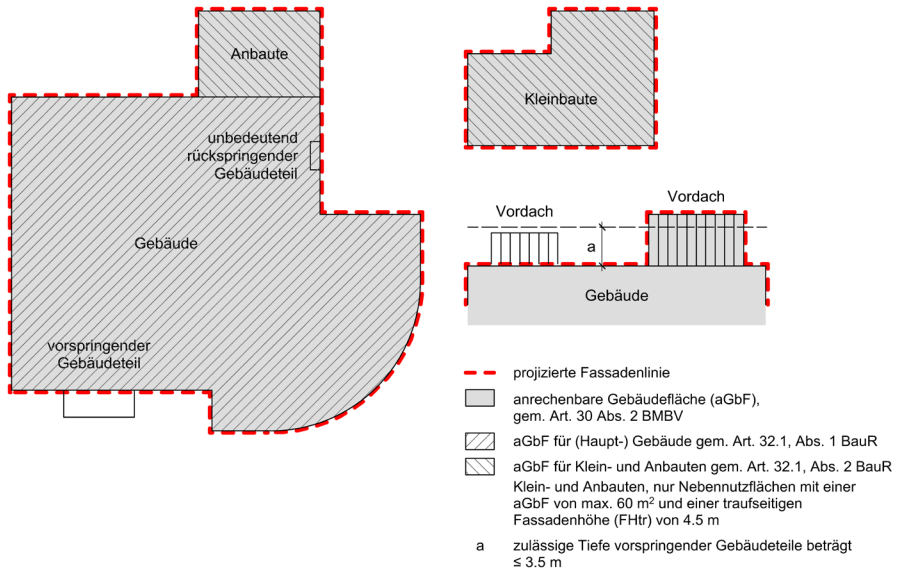 Anbaute
Kleinbaute
unbedeutend
rückspringender
Gebäudeteil
Gebäude
vorspringender
Gebäudeteil
Vordach
Vordach
a
Gebäude
projizierte Fassadenlinie
anrechenbare Gebäudefläche (aGbF),
gem. Art. 30 Abs. 2 BMBV
aGbF für (Haupt-) Gebäude gem. Art. 32.1, Abs. 1 BauR
aGbF für Klein- und Anbauten gem. Art. 32.1, Abs. 2 BauR
Klein- und Anbauten, nur Nebennutzflächen mit einer
aGbF von max. 60 m² und einer traufseitigen
Fassadenhöhe (FHtr) von 4.5 m
a zulässige Tiefe vorspringender Gebäudeteile beträgt
≤ 3.5 m